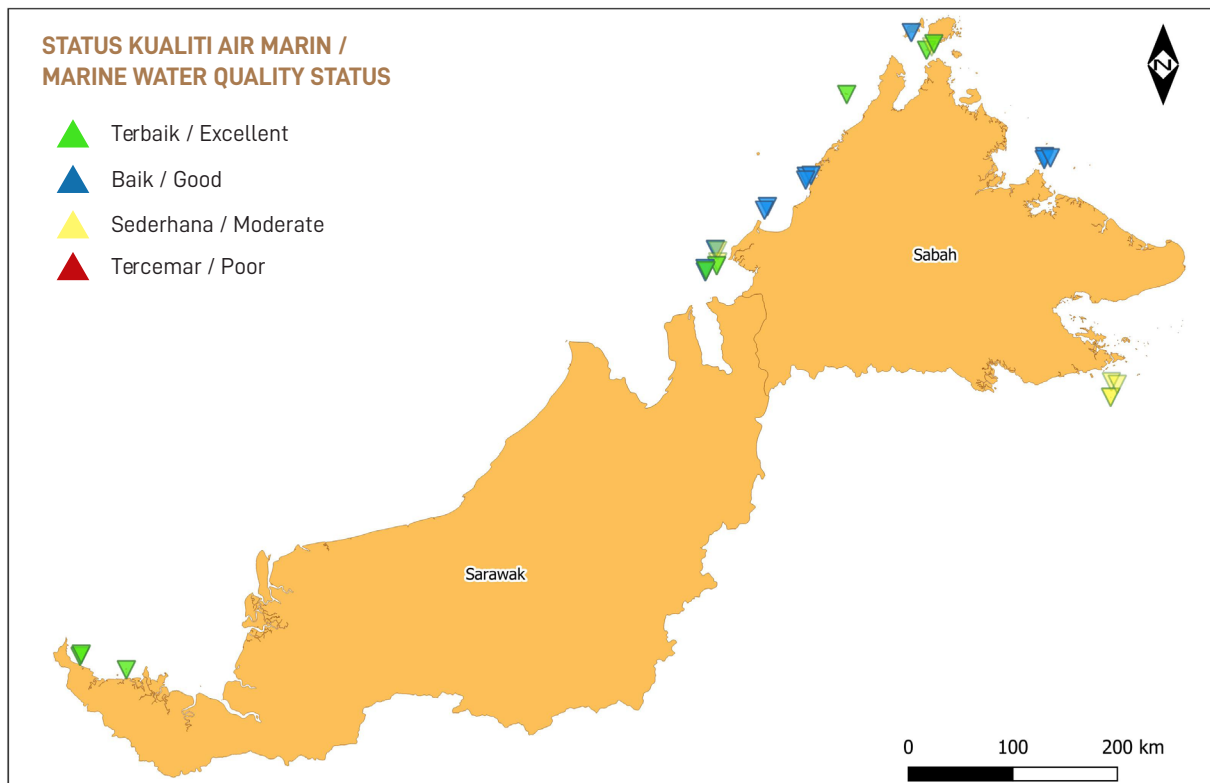 STATUS KUALITI AIR MARIN /
MARINE WATER QUALITY STATUS
Terbaik / Excellent
Baik / Good
Sederhana / Moderate
Tercemar / Poor
N
Sabah
Sarawak
0 100 200 km